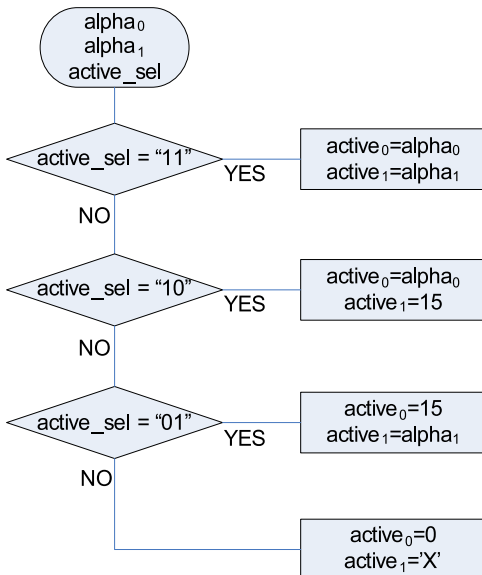 alpha₀
alpha₁
active_sel
active_sel = “11”
YES
active₀=alpha₀
active₁=alpha₁
NO
active_sel = “10”
YES
active₀=alpha₀
active₁=15
NO
active_sel = “01”
YES
active₀=15
active₁=alpha₁
NO
active₀=0
active₁='X'